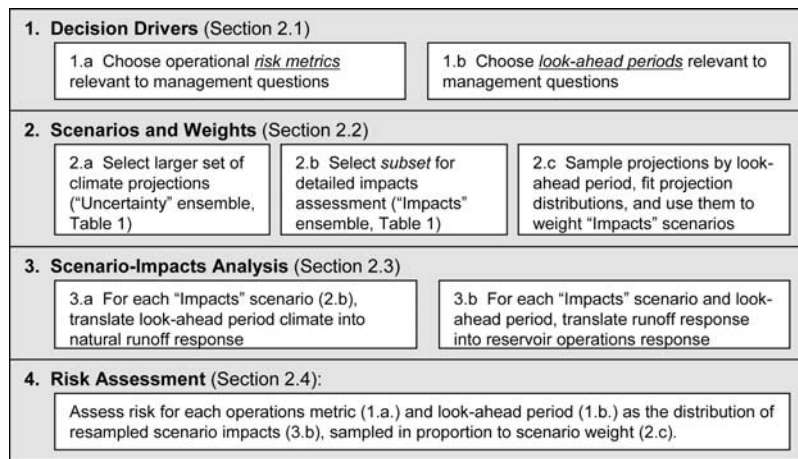 1. Decision Drivers (Section 2.1)
1.a Choose operational risk metrics
relevant to management questions
1.b Choose look-ahead periods relevant to
management questions
2. Scenarios and Weights (Section 2.2)
2.a Select larger set of
climate projections
(“Uncertainty” ensemble,
Table 1)
2.b Select subset for
detailed impacts
assessment (“Impacts”
ensemble, Table 1)
2.c Sample projections by look-
ahead period, fit projection
distributions, and use them to
weight “Impacts” scenarios
3. Scenario-Impacts Analysis (Section 2.3)
3.a For each “Impacts” scenario (2.b),
translate look-ahead period climate into
natural runoff response
3.b For each “Impacts” scenario and look-
ahead period, translate runoff response
into reservoir operations response
4. Risk Assessment (Section 2.4):
Assess risk for each operations metric (1.a.) and look-ahead period (1.b.) as the distribution of
resampled scenario impacts (3.b), sampled in proportion to scenario weight (2.c).